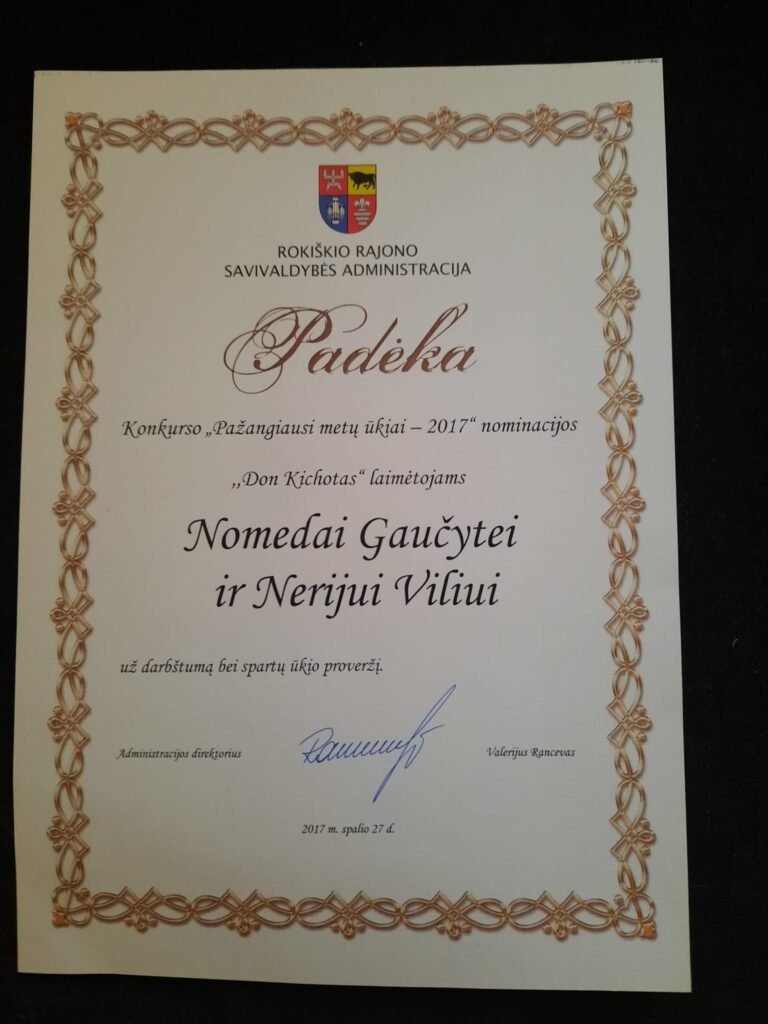 ROKIŠKIO RAJONO
SAVIVALDYBĖS ADMINISTRACIJA
Padėka
Konkurso „Pažangiausi metų ūkiai – 2017“ nominacijos
,,Don Kichotas“ laimėtojams
Nomedai Gaučytei
ir Nerijui Viliui
už darbštumą bei spartų ūkio proveržį.
Administracijos direktorius
Valerijus Rancevas
2017 m. spalio 27 d.